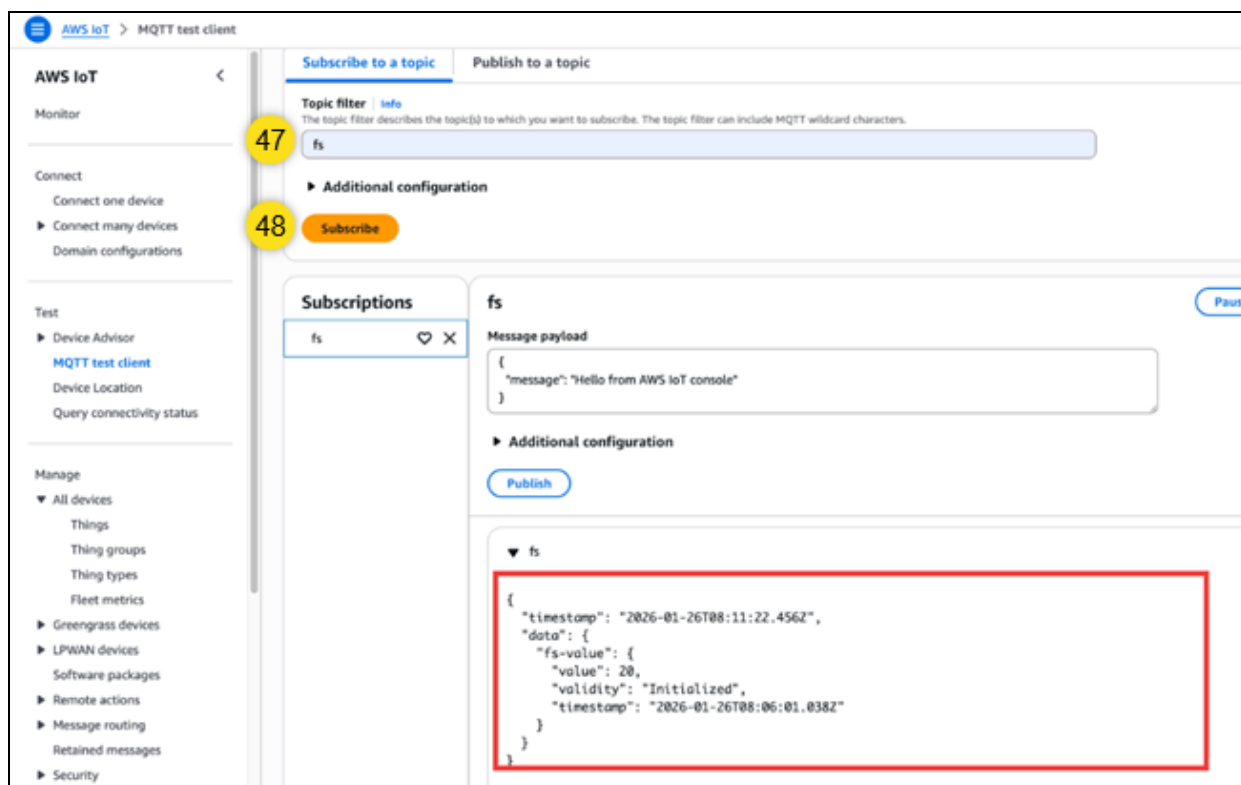 AWS IoT > MQTT test client
AWS IoT
Monitor
Connect
Connect one device
Connect many devices
Domain configurations
Test
Device Advisor
MQTT test client
Device Location
Query connectivity status
Manage
All devices
Things
Thing groups
Thing types
Fleet metrics
Greengrass devices
LPWAN devices
Software packages
Remote actions
Message routing
Retained messages
Security
Subscribe to a topic
Publish to a topic
Topic filter | Info
The topic filter describes the topic(s) to which you want to subscribe. The topic filter can include MQTT wildcard characters.
47
fs
Additional configuration
48
Subscribe
Subscriptions
fs
fs
Paus
Message payload
{
"message": "Hello from AWS IoT console"
}
Additional configuration
Publish
fs
{
"timestamp": "2026-01-26T08:11:22.456Z",
"data": {
"fs-value": {
"value": 20,
"validity": "Initialized",
"timestamp": "2026-01-26T08:06:01.038Z"
}
}
}